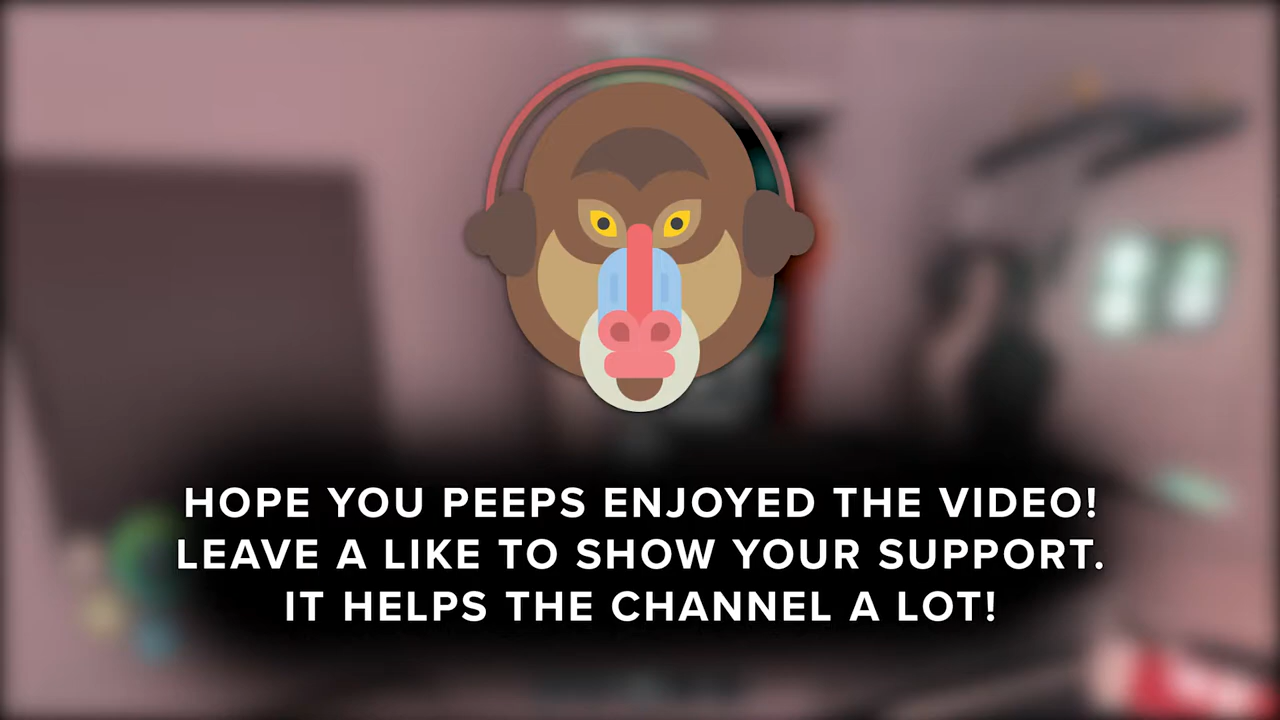 HOPE YOU PEEPS ENJOYED THE VIDEO!
LEAVE A LIKE TO SHOW YOUR SUPPORT.
IT HELPS THE CHANNEL A LOT!